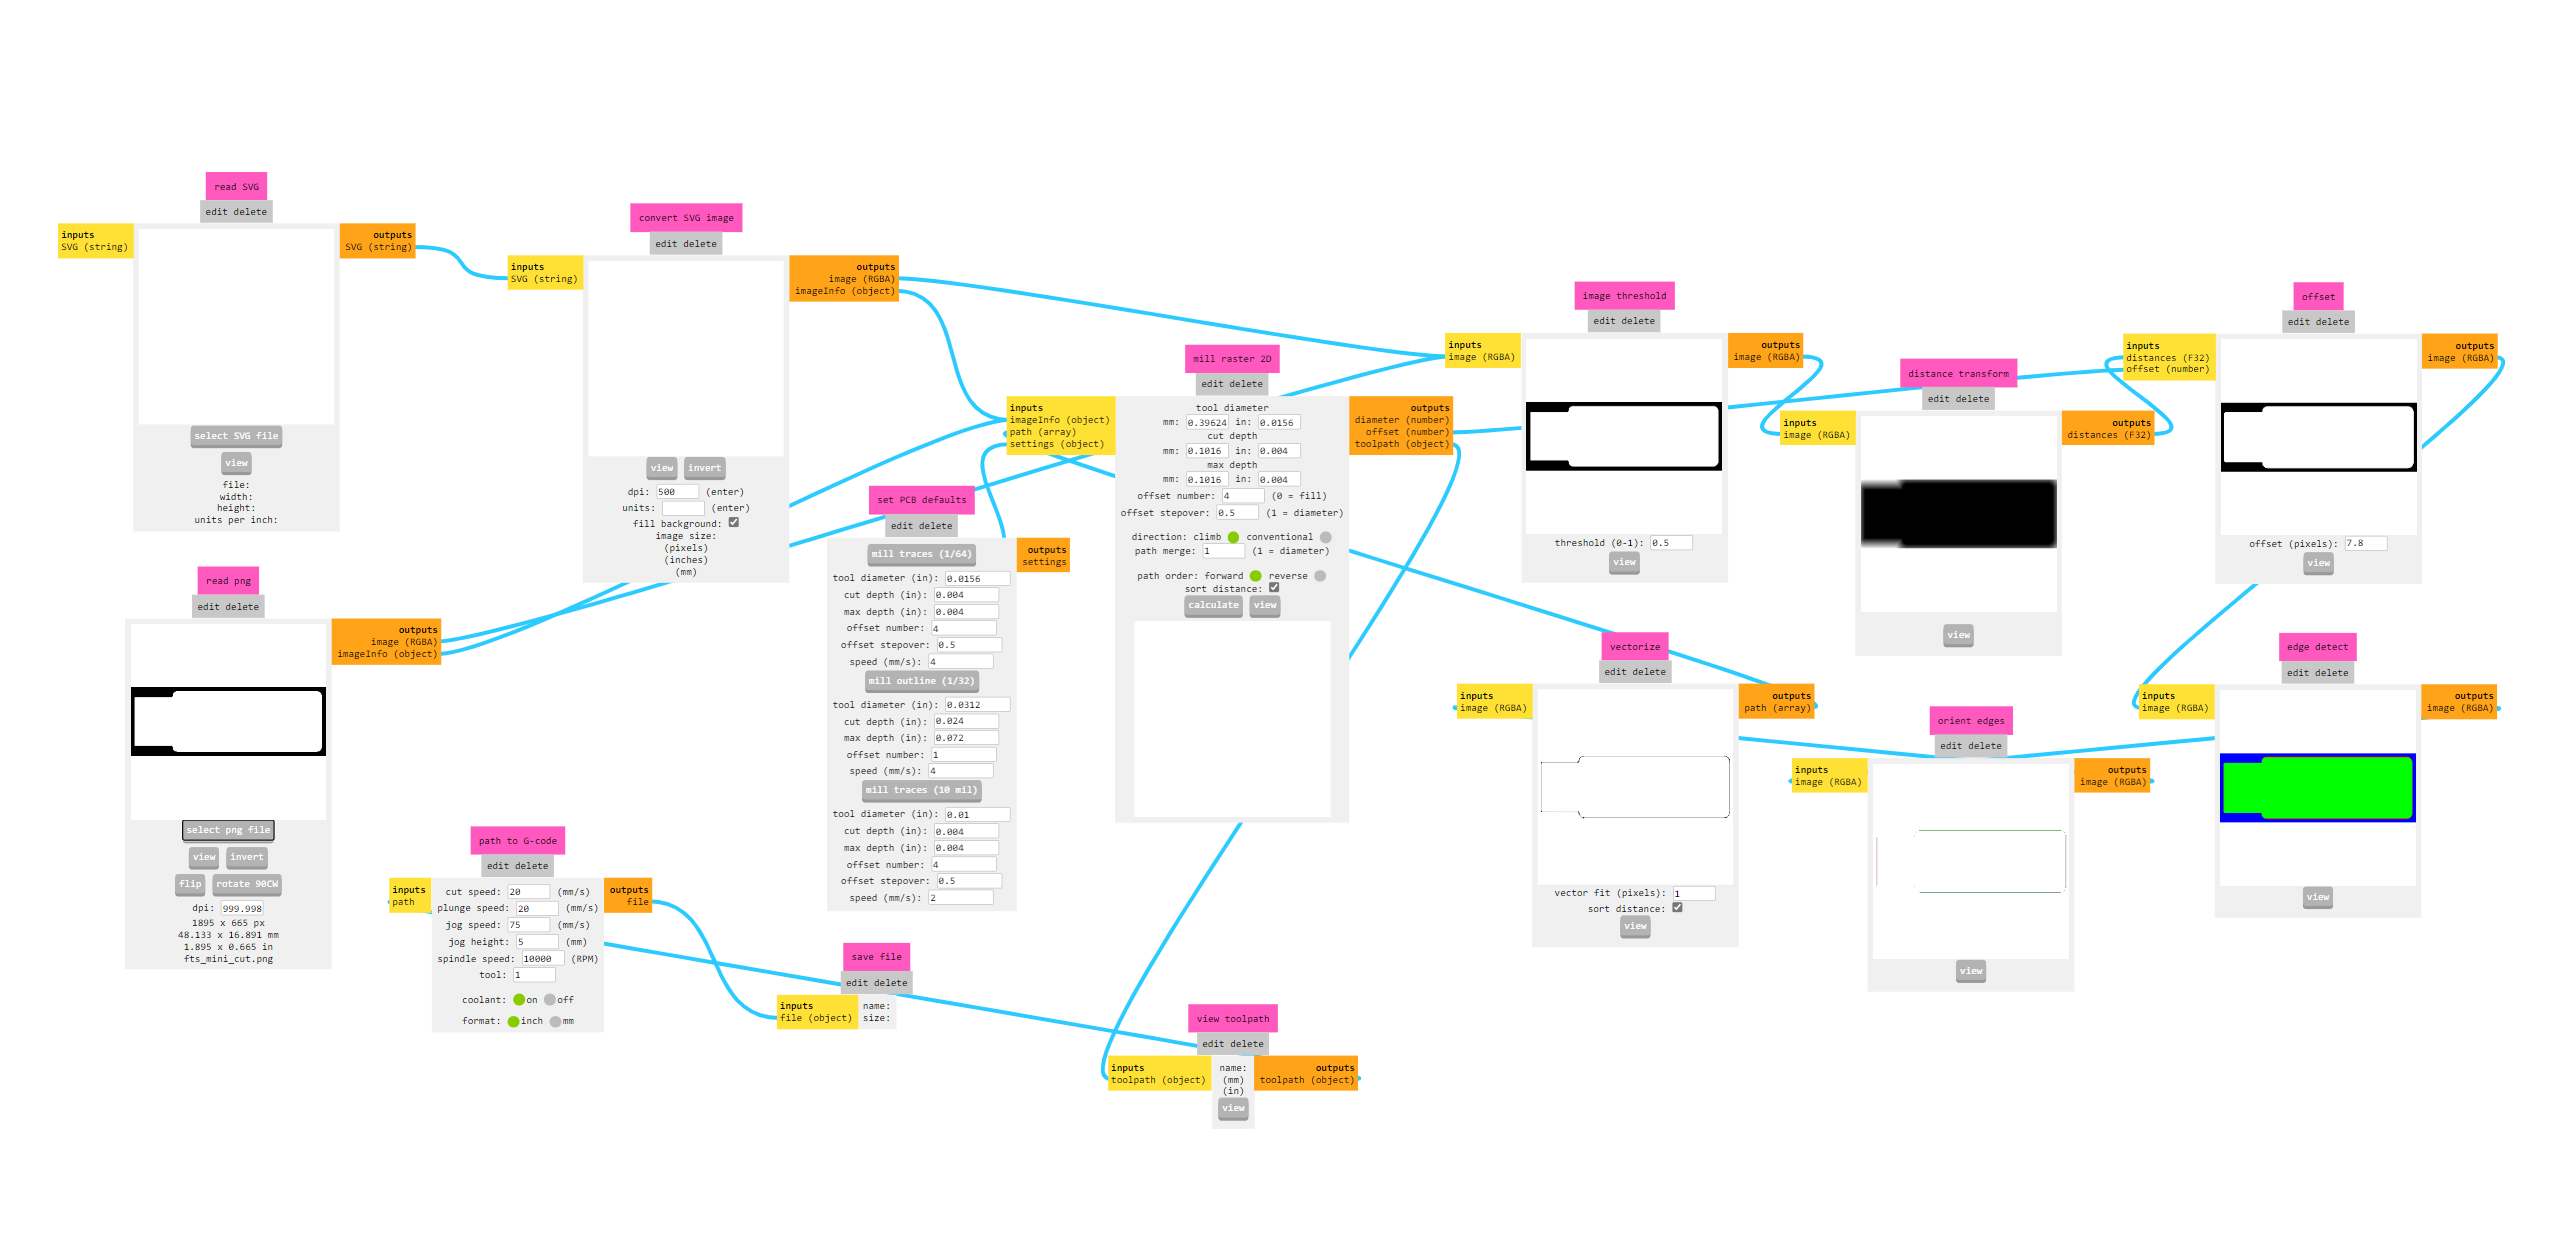 read SVG
edit delete
inputs
SVG (string)
outputs
SVG (string)
select SVG file
view
file:
width:
height:
units per inch:
convert SVG image
edit delete
inputs
SVG (string)
outputs
image (RGBA)
imageInfo (object)
view invert
dpi: 500 (enter)
units: (enter)
fill background:
image size:
(pixels)
(inches)
(mm)
read png
edit delete
outputs
image (RGBA)
imageInfo (object)
select png file
view invert
flip rotate 90CW
dpi: 999.998
1895 x 665 px
48.133 x 16.891 mm
1.895 x 0.665 in
fts_mini_cut.png
path to G-code
edit delete
inputs
path
outputs
file
cut speed: 20 (mm/s)
plunge speed: 20 (mm/s)
jog speed: 75 (mm/s)
jog height: 5 (mm)
spindle speed: 10000 (RPM)
tool: 1
coolant: on off
format: inch mm
save file
edit delete
inputs
file (object)
name:
size:
set PCB defaults
edit delete
outputs
settings
mill traces (1/64)
tool diameter (in): 0.0156
cut depth (in): 0.004
max depth (in): 0.004
offset number: 4
offset stepover: 0.5
speed (mm/s): 4
mill outline (1/32)
tool diameter (in): 0.0312
cut depth (in): 0.024
max depth (in): 0.072
offset number: 1
speed (mm/s): 4
mill traces (10 mil)
tool diameter (in): 0.01
cut depth (in): 0.004
max depth (in): 0.004
offset number: 4
offset stepover: 0.5
speed (mm/s): 2
mill raster 2D
edit delete
inputs
imageInfo (object)
path (array)
settings (object)
outputs
diameter (number)
offset (number)
toolpath (object)
tool diameter
mm: 0.39624 in: 0.0156
cut depth
mm: 0.1016 in: 0.004
max depth
mm: 0.1016 in: 0.004
offset number: 4 (0 = fill)
offset stepover: 0.5 (1 = diameter)
direction: climb conventional
path merge: 1 (1 = diameter)
path order: forward reverse
sort distance:
calculate view
view toolpath
edit delete
inputs
toolpath (object)
name:
(mm)
(in)
view
outputs
toolpath (object)
image threshold
edit delete
inputs
image (RGBA)
outputs
image (RGBA)
threshold (0-1): 0.5
view
distance transform
edit delete
inputs
image (RGBA)
outputs
distances (F32)
view
offset
edit delete
inputs
distances (F32)
offset (number)
outputs
image (RGBA)
offset (pixels): 7.8
view
vectorize
edit delete
inputs
image (RGBA)
outputs
path (array)
vector fit (pixels): 1
sort distance:
view
orient edges
edit delete
inputs
image (RGBA)
outputs
image (RGBA)
view
edge detect
edit delete
inputs
image (RGBA)
outputs
image (RGBA)
view